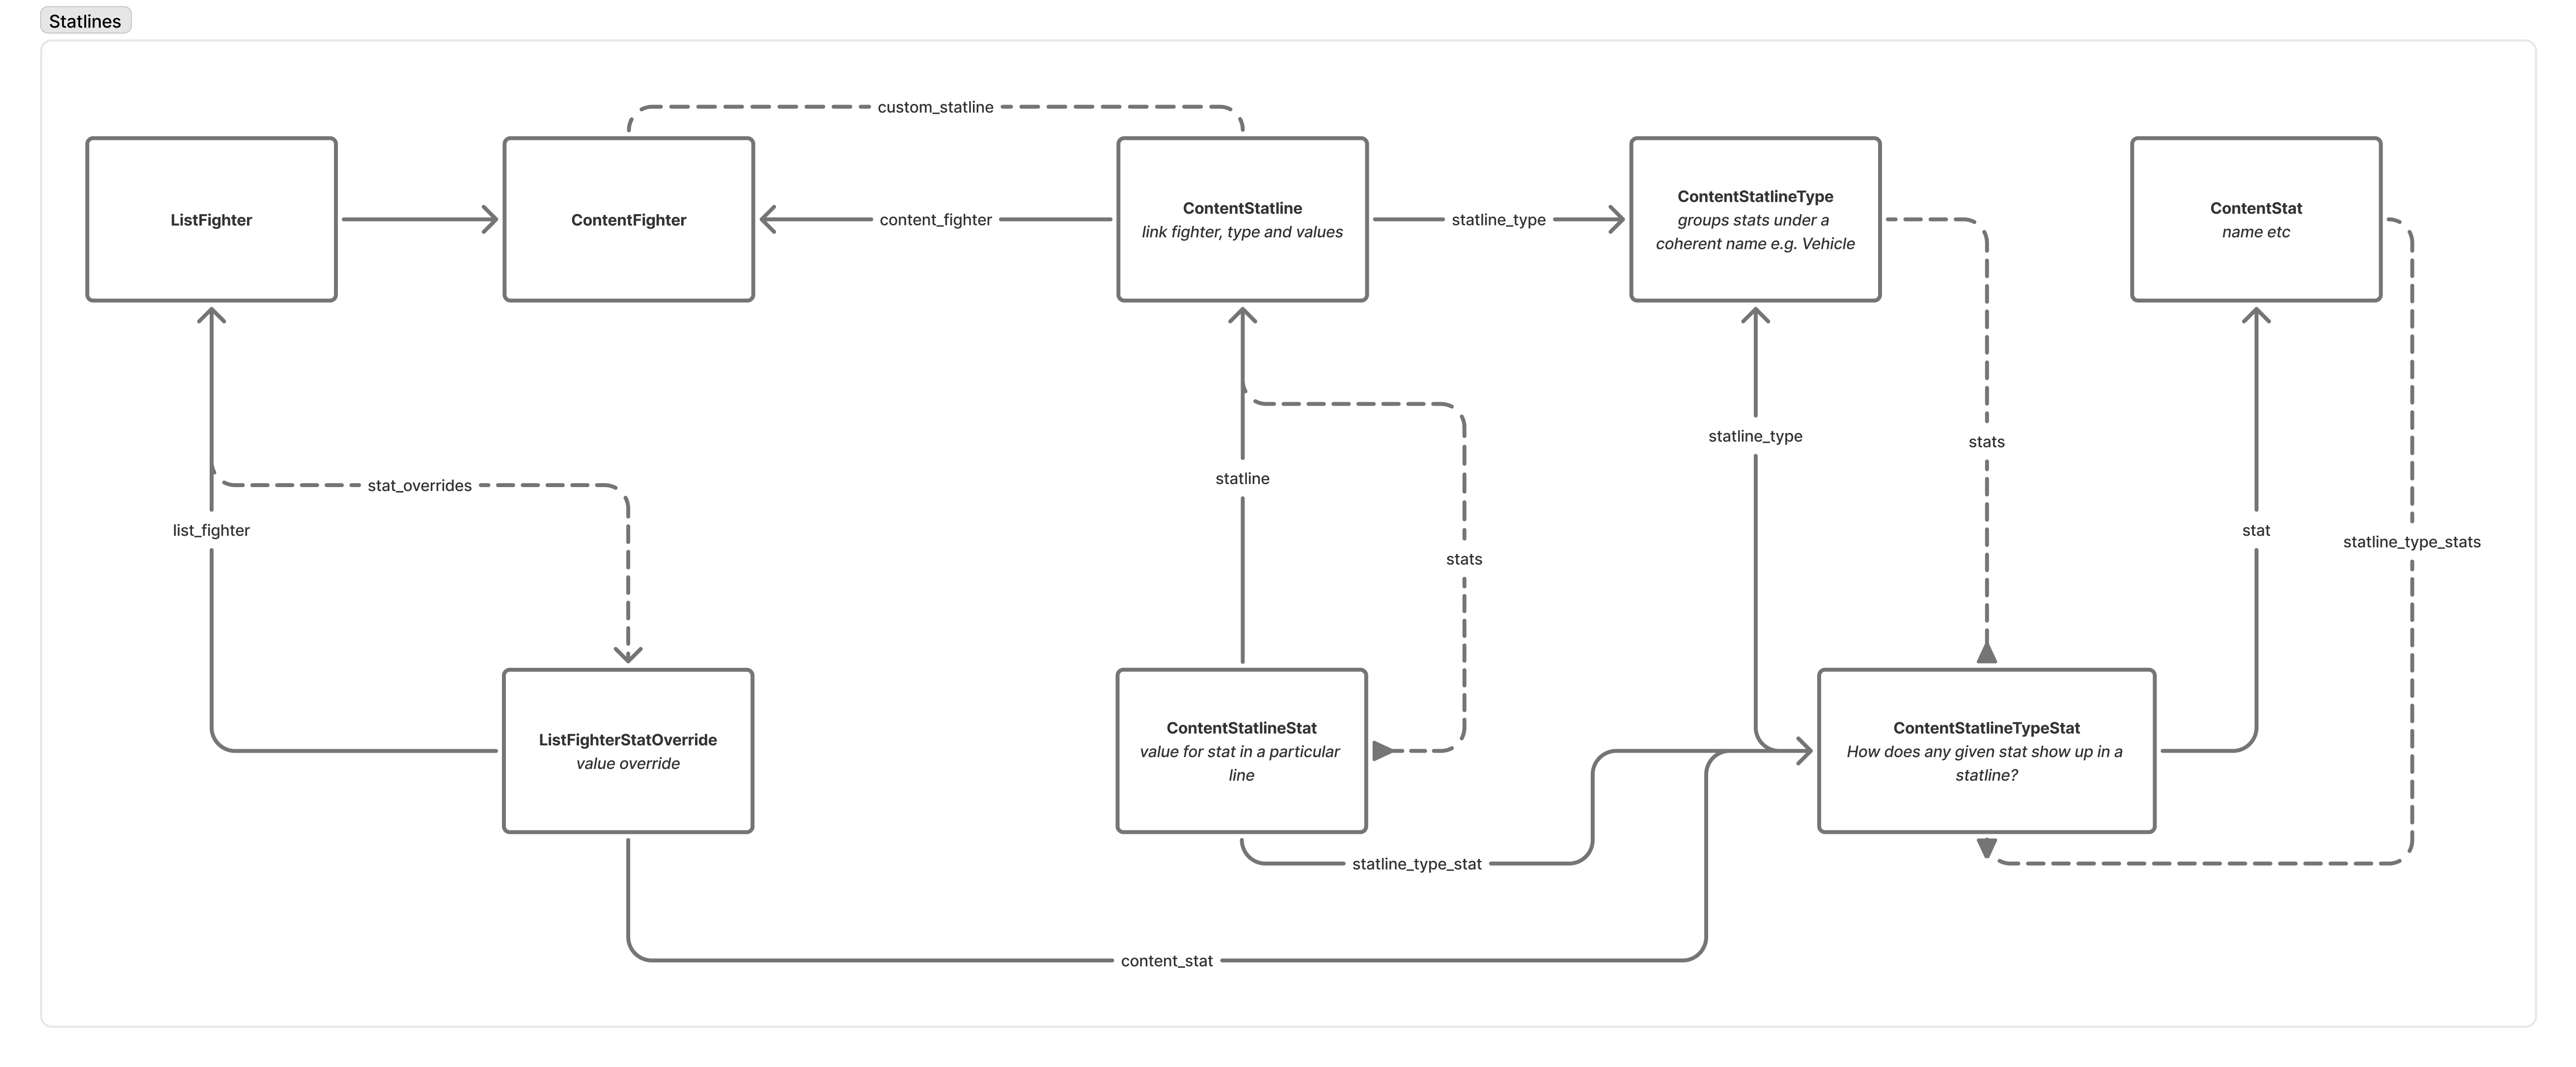 Statlines
custom_statline
ListFighter
ContentFighter
content_fighter
ContentStatline
link fighter, type and values
statline_type
ContentStatlineType
groups stats under a
coherent name e.g. Vehicle
ContentStat
name etc
statline_type
stats
statline
stat_overrides
list_fighter
stat
statline_type_stats
stats
ListFighterStatOverride
value override
ContentStatlineStat
value for stat in a particular
line
ContentStatlineTypeStat
How does any given stat show up in a
statline?
statline_type_stat
content_stat